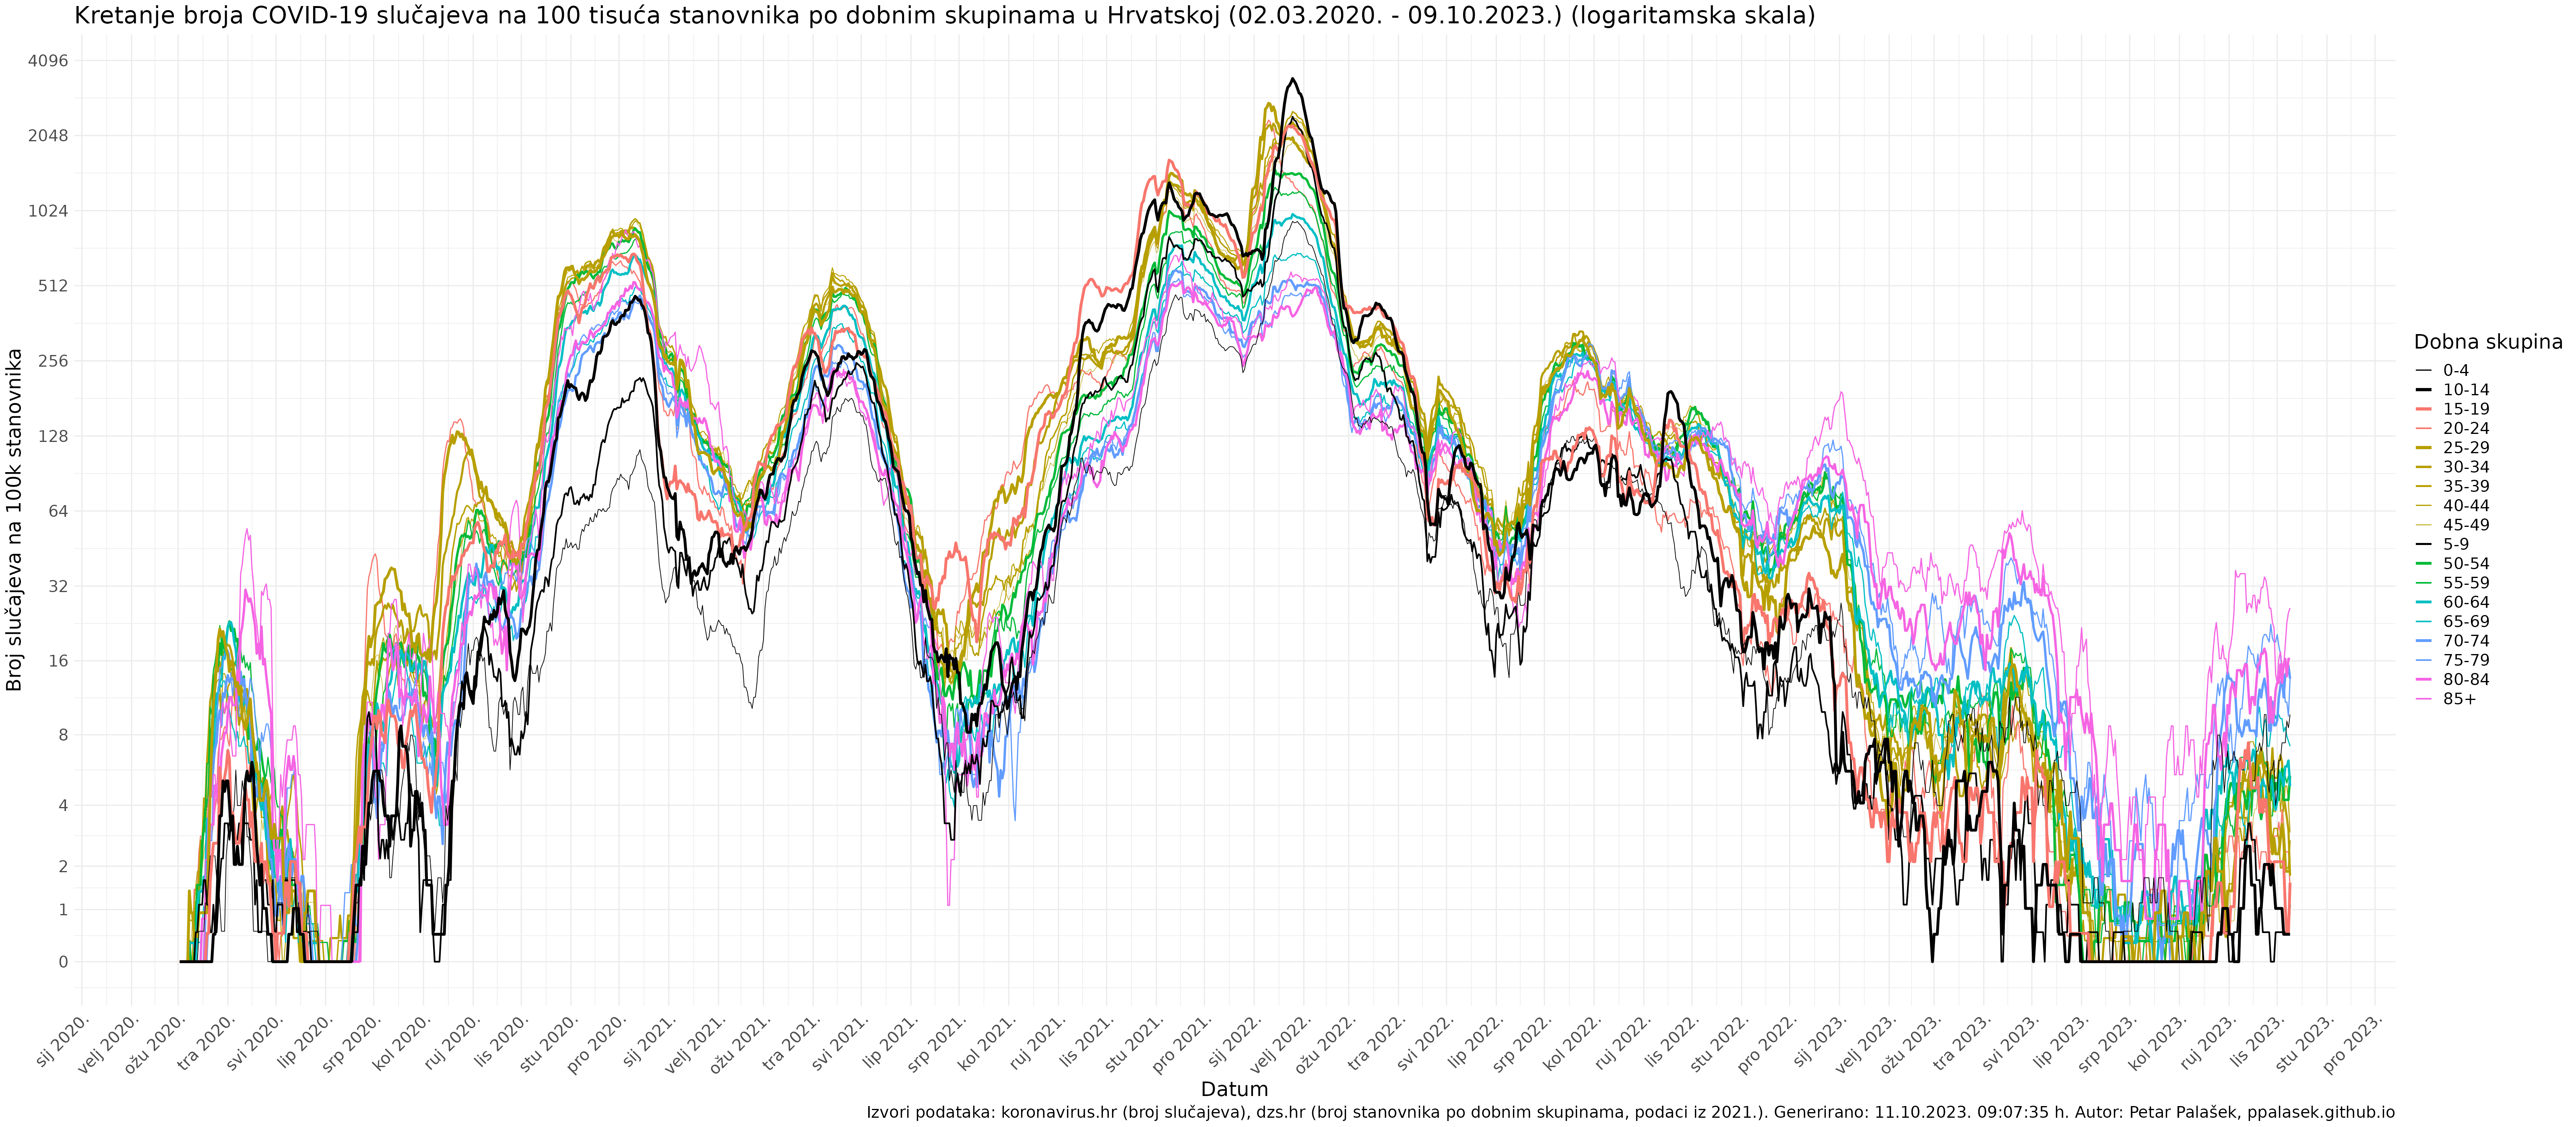 Kretanje broja COVID-19 slučajeva na 100 tisuća stanovnika po dobnim skupinama u Hrvatskoj (02.03.2020. - 09.10.2023.) (logaritamska skala)
Broj slučajeva na 100k stanovnika
4096
2048
1024
512
256
128
64
32
16
8
4
2
1
0
sij 2020.
velj 2020.
ožu 2020.
tra 2020.
svi 2020.
lip 2020.
srp 2020.
kol 2020.
ruj 2020.
lis 2020.
stu 2020.
pro 2020.
sij 2021.
velj 2021.
ožu 2021.
tra 2021.
svi 2021.
lip 2021.
srp 2021.
kol 2021.
ruj 2021.
lis 2021.
stu 2021.
pro 2021.
sij 2022.
velj 2022.
ožu 2022.
tra 2022.
svi 2022.
lip 2022.
srp 2022.
kol 2022.
ruj 2022.
lis 2022.
stu 2022.
pro 2022.
sij 2023.
velj 2023.
ožu 2023.
tra 2023.
svi 2023.
lip 2023.
srp 2023.
kol 2023.
ruj 2023.
lis 2023.
stu 2023.
pro 2023.
Datum
Dobna skupina
0-4
10-14
15-19
20-24
25-29
30-34
35-39
40-44
45-49
5-9
50-54
55-59
60-64
65-69
70-74
75-79
80-84
85+
Izvori podataka: koronavirus.hr (broj slučajeva), dzs.hr (broj stanovnika po dobnim skupinama, podaci iz 2021.). Generirano: 11.10.2023. 09:07:35 h. Autor: Petar Palašek, ppalasek.github.io